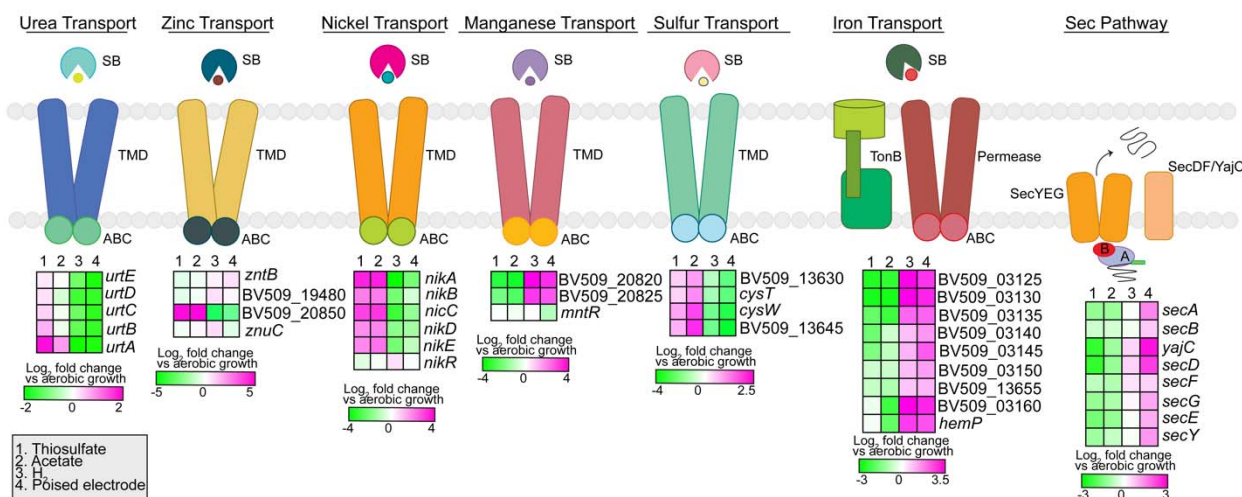 Urea Transport
Zinc Transport
Nickel Transport
Manganese Transport
Sulfur Transport
Iron Transport
Sec Pathway
SB
SB
SB
SB
SB
SB
TMD
TMD
TMD
TMD
TMD
TonB
Permease
SecYEG
SecDF/YajC
ABC
ABC
ABC
ABC
ABC
ABC
B
A
1 2 3 4
urtE
urtD
urtC
urtB
urtA
Log2 fold change
vs aerobic growth
-2 2
1 2 3 4
zntB
BV509_19480
BV509_20850
znuC
Log2 fold change
vs aerobic growth
-5 5
1 2 3 4
nikA
nikB
nicC
nikD
nikE
nikR
Log2 fold change
vs aerobic growth
-4 4
1 2 3 4
BV509_20820
BV509_20825
mntR
Log2 fold change
vs aerobic growth
-4 4
1 2 3 4
BV509_13630
cysT
cysW
BV509_13645
Log2 fold change
vs aerobic growth
-4 2.5
1 2 3 4
BV509_03125
BV509_03130
BV509_03135
BV509_03140
BV509_03145
BV509_03150
BV509_13655
BV509_03160
hemP
Log2 fold change
vs aerobic growth
-3 3.5
1 2 3 4
secA
secB
yajC
secD
secF
secG
secE
secY
Log2 fold change
vs aerobic growth
-3 3
1. Thiosulfate
2. Acetate
3. H2
4. Poised electrode